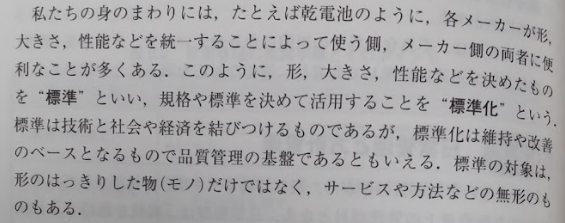 私たちの身のまわりには，たとえば乾電池のように，各メーカーが形，
大きさ，性能などを統一することによって使う側，メーカー側の両者に便
利なことが多くある．このように，形，大きさ，性能などを決めたもの
を“標準”といい，規格や標準を決めて活用することを“標準化”という．
標準は技術と社会や経済を結びつけるものであるが，標準化は維持や改善
のベースとなるもので品質管理の基盤であるともいえる．標準の対象は，
形のはっきりした物（モノ）だけではなく，サービスや方法などの無形のも
のもある．